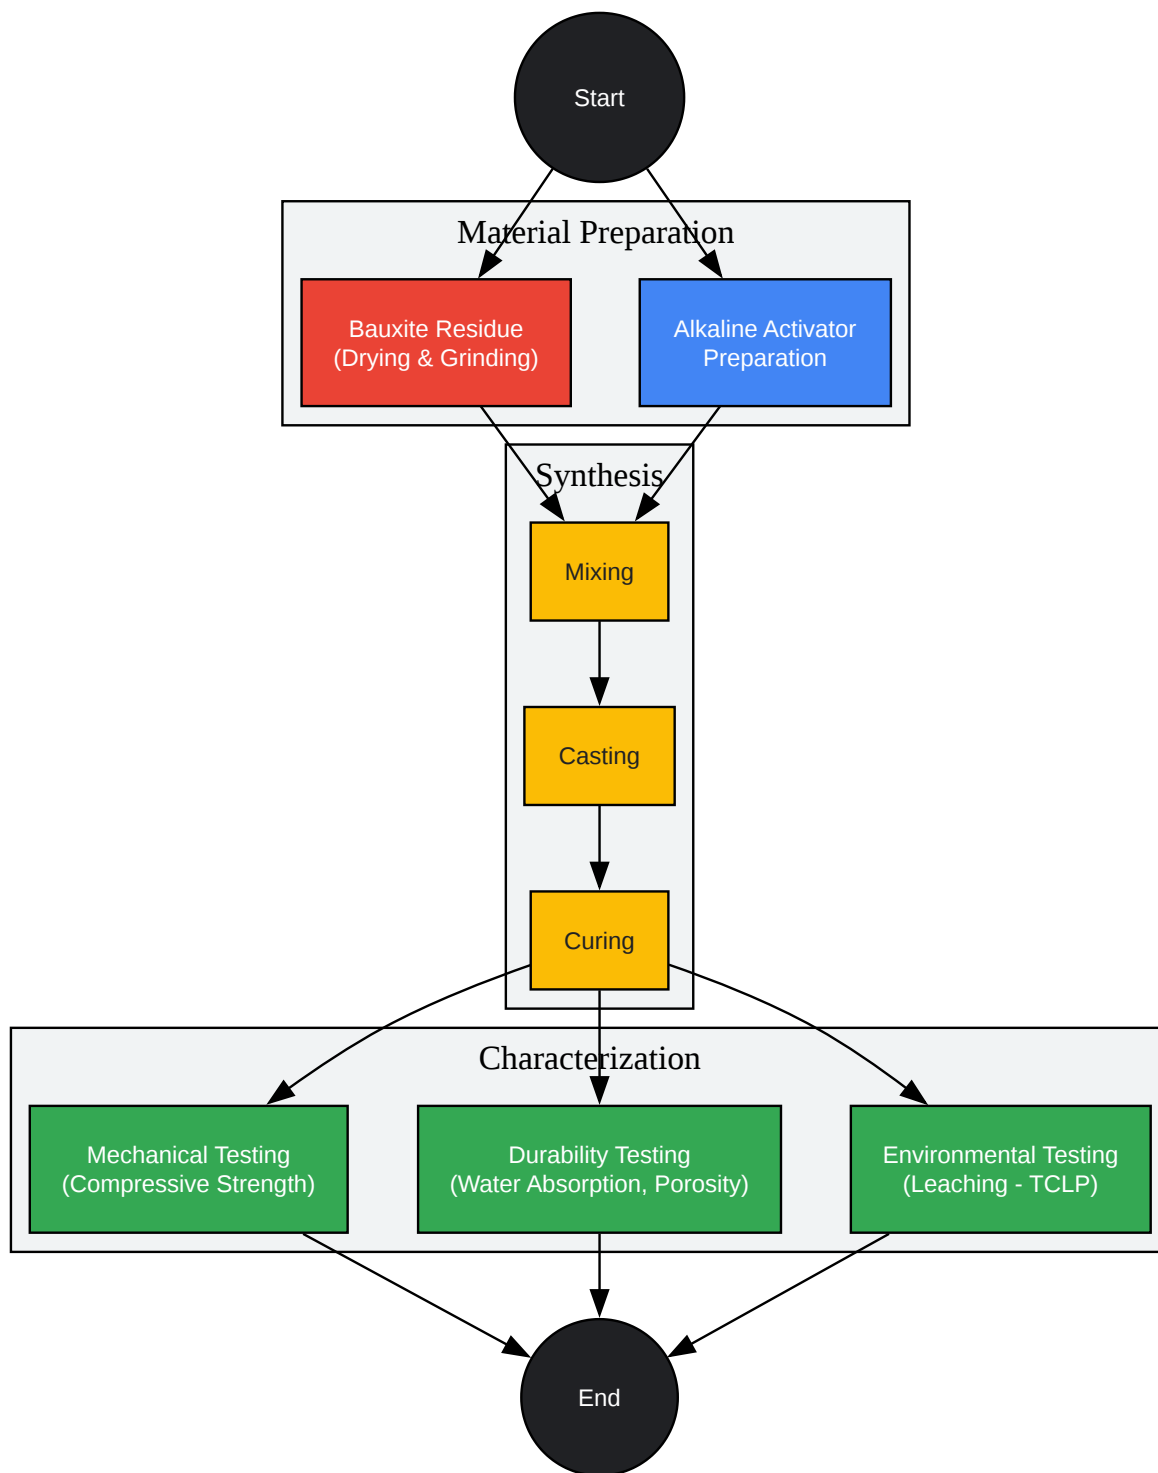 Start
Material Preparation
Bauxite Residue
(Drying & Grinding)
Alkaline Activator
Preparation
Synthesis
Mixing
Casting
Curing
Characterization
Mechanical Testing
(Compressive Strength)
Durability Testing
(Water Absorption, Porosity)
Environmental Testing
(Leaching - TCLP)
End